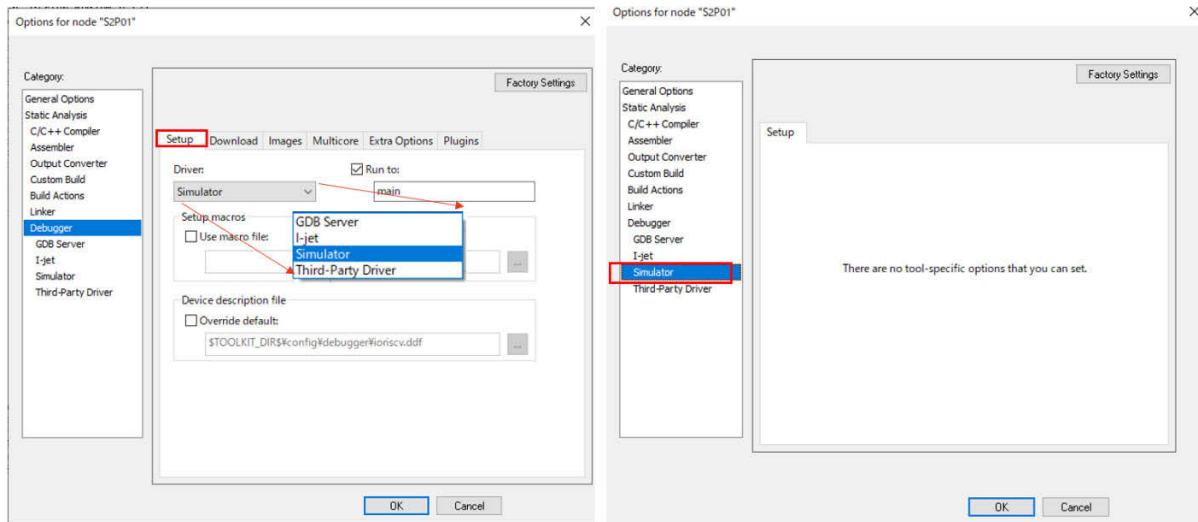 Options for node "S2P01"
Category:
General Options
Static Analysis
C/C++ Compiler
Assembler
Output Converter
Custom Build
Build Actions
Linker
Debugger
GDB Server
I-jet
Simulator
Third-Party Driver
Factory Settings
Setup Download Images Multicore Extra Options Plugins
Driver: Run to:
Simulator main
Setup macros
Use macro file:
GDB Server
I-jet
Simulator
Third-Party Driver
...
Device description file
Override default:
$TOOLKIT_DIR$¥config¥debugger¥ioriscv.ddf ...
OK Cancel
Options for node "S2P01"
Category:
General Options
Static Analysis
C/C++ Compiler
Assembler
Output Converter
Custom Build
Build Actions
Linker
Debugger
GDB Server
I-jet
Simulator
Third-Party Driver
Factory Settings
Setup
There are no tool-specific options that you can set.
OK Cancel